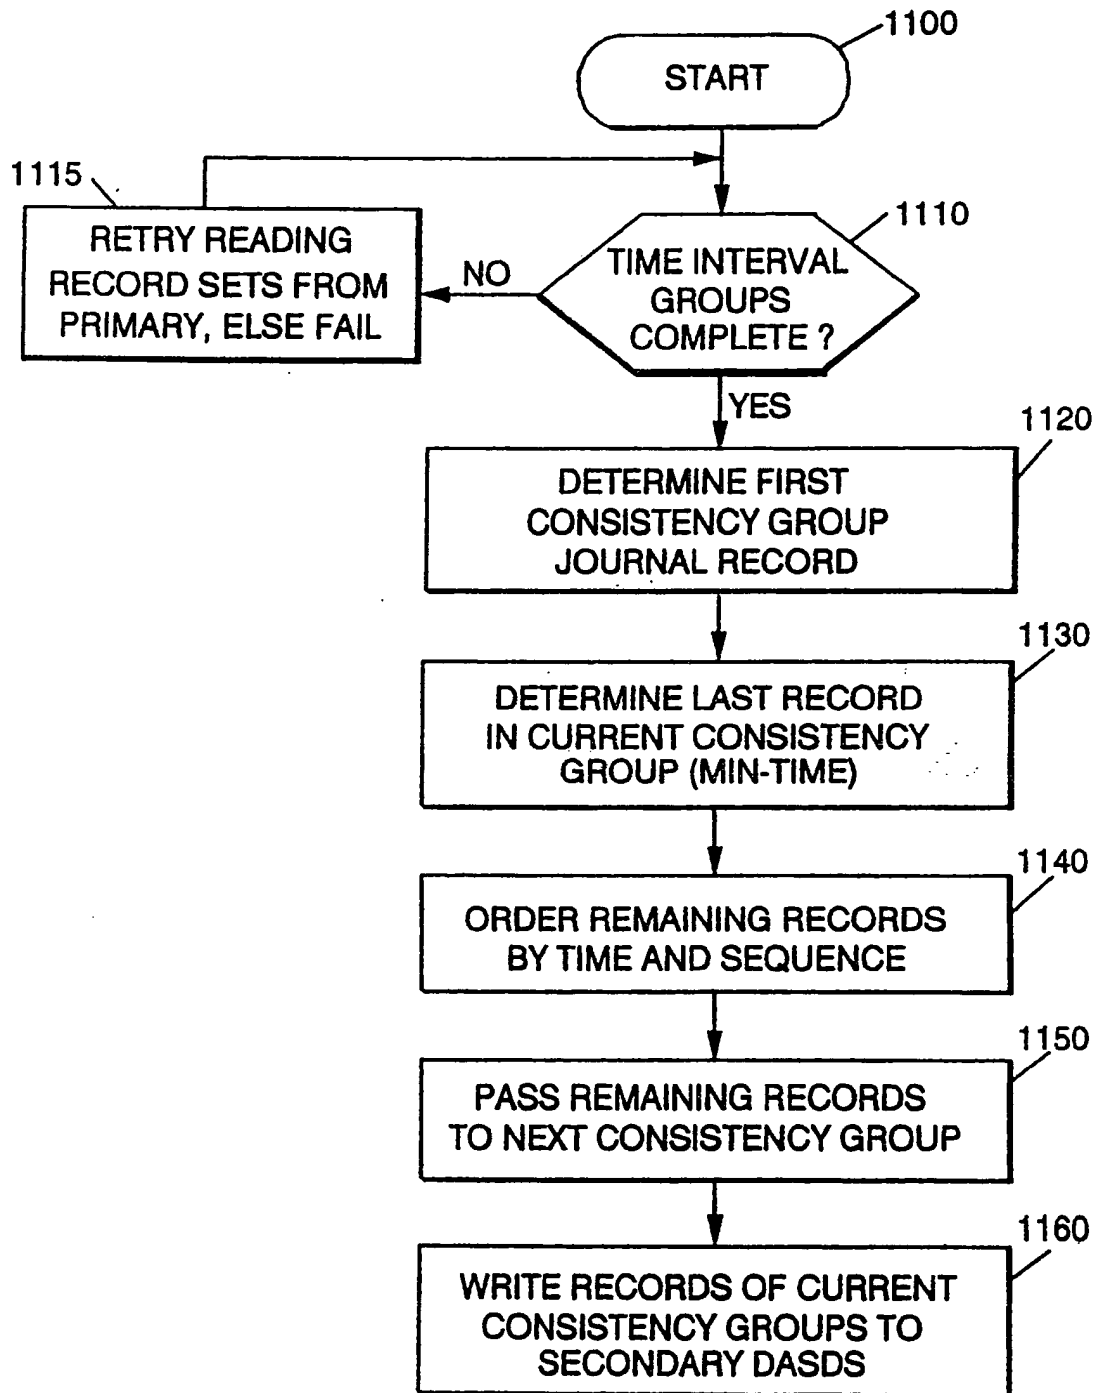 1100
START
1115
RETRY READING
RECORD SETS FROM
PRIMARY, ELSE FAIL
NO
1110
TIME INTERVAL
GROUPS
COMPLETE ?
YES
1120
DETERMINE FIRST
CONSISTENCY GROUP
JOURNAL RECORD
1130
DETERMINE LAST RECORD
IN CURRENT CONSISTENCY
GROUP (MIN-TIME)
1140
ORDER REMAINING RECORDS
BY TIME AND SEQUENCE
1150
PASS REMAINING RECORDS
TO NEXT CONSISTENCY GROUP
1160
WRITE RECORDS OF CURRENT
CONSISTENCY GROUPS TO
SECONDARY DASDS